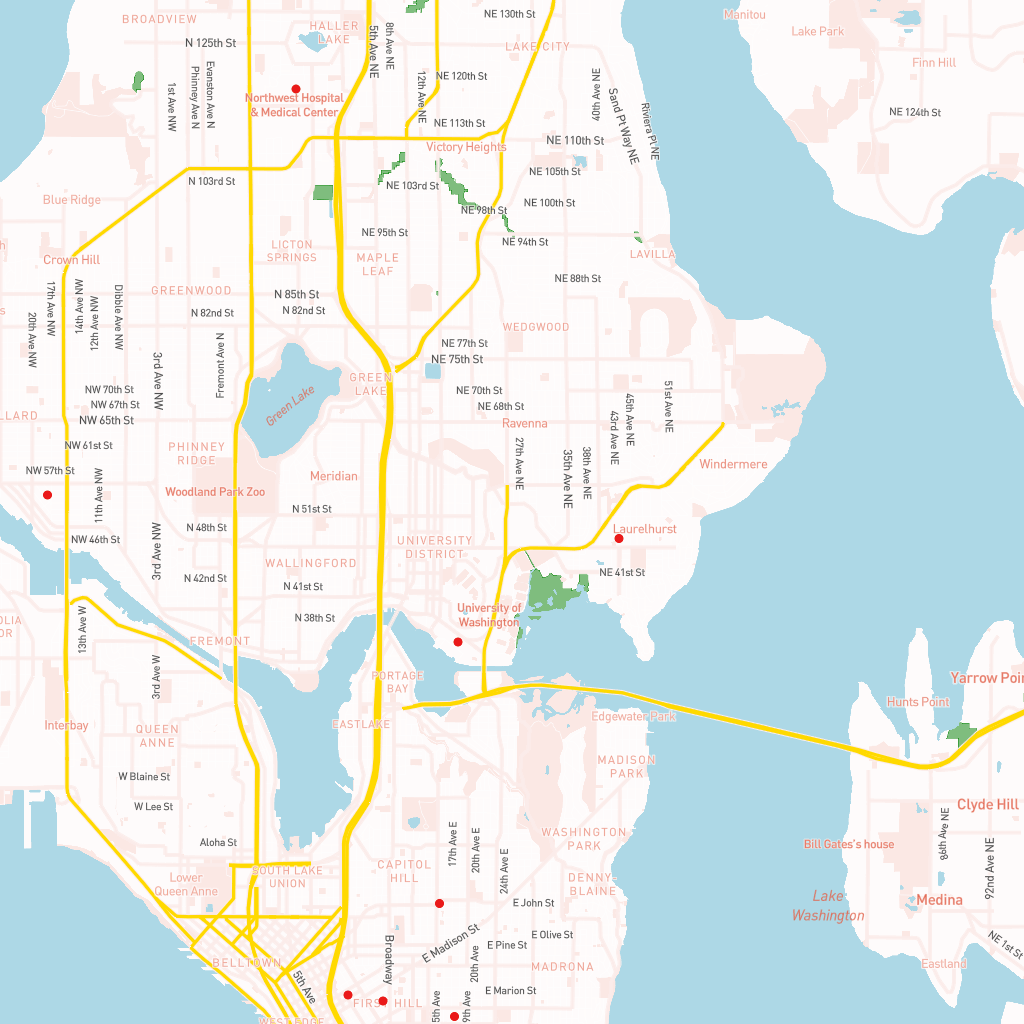 NE 130th St
Manitou
BROADVIEW
HALLER
LAKE
5th Ave NE
8th Ave NE
Lake Park
N 125th St
LAKE CITY
Finn Hill
Evanston Ave N
Phinney Ave N
1st Ave NW
12th Ave NE
NE 120th St
40th Ave NE
Sand Pt Way NE
Riviera Pl NE
Northwest Hospital
& Medical Center
NE 124th St
NE 113th St
NE 110th St
Victory Heights
NE 105th St
N 103rd St
NE 103rd St
Blue Ridge
NE 98th St
NE 100th St
NE 95th St
NE 94th St
LICTON
SPRINGS
MAPLE
LEAF
LAVILLA
Crown Hill
NE 88th St
GREENWOOD
N 85th St
17th Ave NW
14th Ave NW
12th Ave NW
Dibble Ave NW
20th Ave NW
N 82nd St
N 82nd St
WEDGWOOD
NE 77th St
NE 75th St
Fremont Ave N
3rd Ave NW
GREEN
LAKE
NW 70th St
NE 70th St
51st Ave NE
Green Lake
NW 67th St
NE 68th St
45th Ave NE
43rd Ave NE
LLARD
NW 65th St
Ravenna
NW 61st St
PHINNEY
RIDGE
27th Ave NE
35th Ave NE
38th Ave NE
Windermere
NW 57th St
Meridian
11th Ave NW
Woodland Park Zoo
N 51st St
N 48th St
Laurelhurst
NW 46th St
3rd Ave NW
UNIVERSITY
DISTRICT
WALLINGFORD
N 42nd St
N 41st St
NE 41st St
University of
Washington
N 38th St
13th Ave W
FREMONT
3rd Ave W
PORTAGE
BAY
Hunts Point
Interbay
EASTLAKE
Edgewater Park
QUEEN
ANNE
MADISON
PARK
W Blaine St
W Lee St
Clyde Hill
86th Ave NE
Aloha St
17th Ave E
20th Ave E
24th Ave E
WASHINGTON
PARK
Bill Gates's house
92nd Ave NE
SOUTH LAKE
UNION
CAPITOL
HILL
Lower
Queen Anne
DENNY-
BLAINE
Lake
Washington
Medina
E John St
E Madison St
E Olive St
E Pine St
NE 1st St
BELLTOWN
Broadway
20th Ave
MADRONA
Eastland
5th Ave
E Marion St
FIRST HILL
WEST EDGE